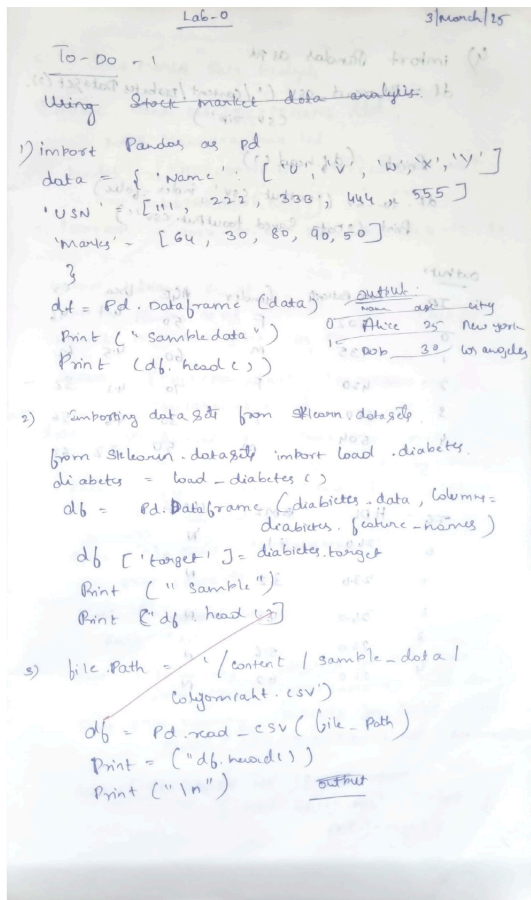 Lab-0
3/March/25
To-Do - 1
Using Stock market data analysis.
1) import Pandas as pd
data = { 'Name' : ['U', 'V', 'W', 'X', 'Y']
'USN' = [111, 222, 333, 444, 555]
'Marks' = [64, 30, 80, 90, 50]
}
df = Pd. Dataframe (data)
Print ("Sample data")
Print (df. head ())
output:
Nam age city
0 Alice 25 New york
1 Bob 30 los angeles
2) Importing data sets from sklearn.datasets
from sklearn.datasets import load .diabetes.
diabetes = load - diabetes ()
df = Pd. Dataframe (diabictes.data, Columns=
diabictes. feature-names)
df ['target'] = diabictes.target
Print ("Sample")
Print ["df. head ()]
3) file.Path = '/content / sample-data /
.csv')
df = Pd.read - csv (file - Path)
Print = ("df. head())
Print ("\n")
output